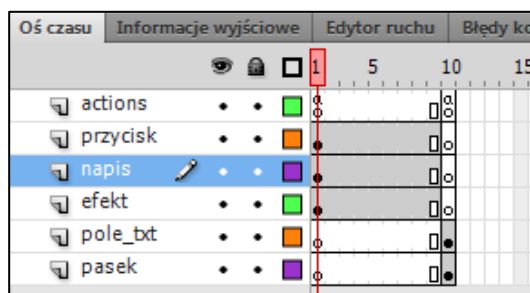 Oś czasu Informacje wyjściowe Edytor ruchu Błędy ko
1 5 10 15
actions
przycisk
napis
efekt
pole_txt
pasek